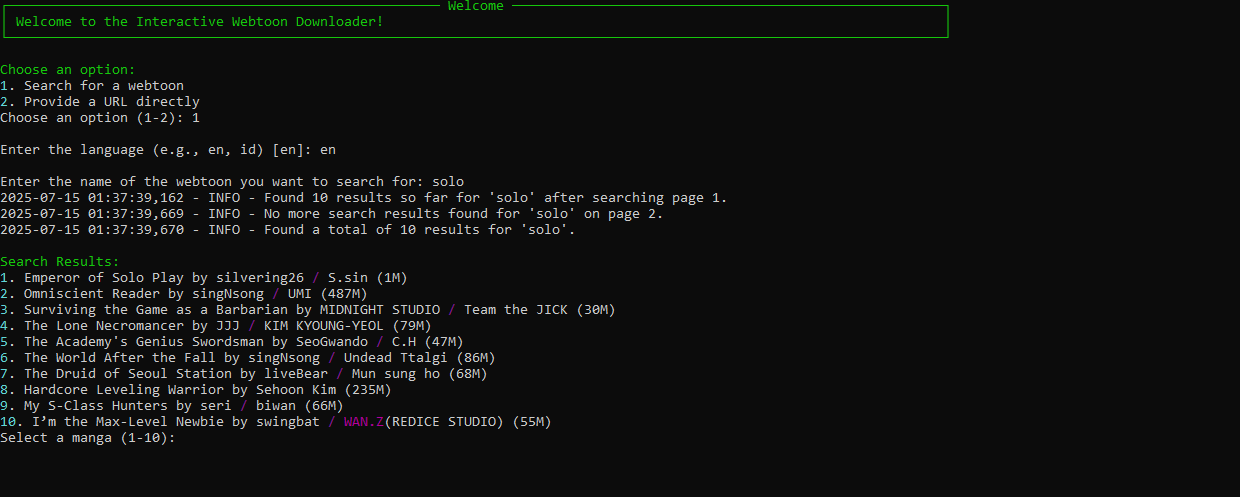 Welcome
Welcome to the Interactive Webtoon Downloader!
Choose an option:
1. Search for a webtoon
2. Provide a URL directly
Choose an option (1-2): 1
Enter the language (e.g., en, id) [en]: en
Enter the name of the webtoon you want to search for: solo
2025-07-15 01:37:39,162 - INFO - Found 10 results so far for 'solo' after searching page 1.
2025-07-15 01:37:39,669 - INFO - No more search results found for 'solo' on page 2.
2025-07-15 01:37:39,670 - INFO - Found a total of 10 results for 'solo'.
Search Results:
1. Emperor of Solo Play by silvering26 / S.sin (1M)
2. Omniscient Reader by singNsong / UMI (487M)
3. Surviving the Game as a Barbarian by MIDNIGHT STUDIO / Team the JICK (30M)
4. The Lone Necromancer by JJJ / KIM KYOUNG-YEOL (79M)
5. The Academy's Genius Swordsman by SeoGwando / C.H (47M)
6. The World After the Fall by singNsong / Undead Ttalgi (86M)
7. The Druid of Seoul Station by liveBear / Mun sung ho (68M)
8. Hardcore Leveling Warrior by Sehoon Kim (235M)
9. My S-Class Hunters by seri / biwan (66M)
10. I’m the Max-Level Newbie by swingbat / WAN.Z(REDICE STUDIO) (55M)
Select a manga (1-10):